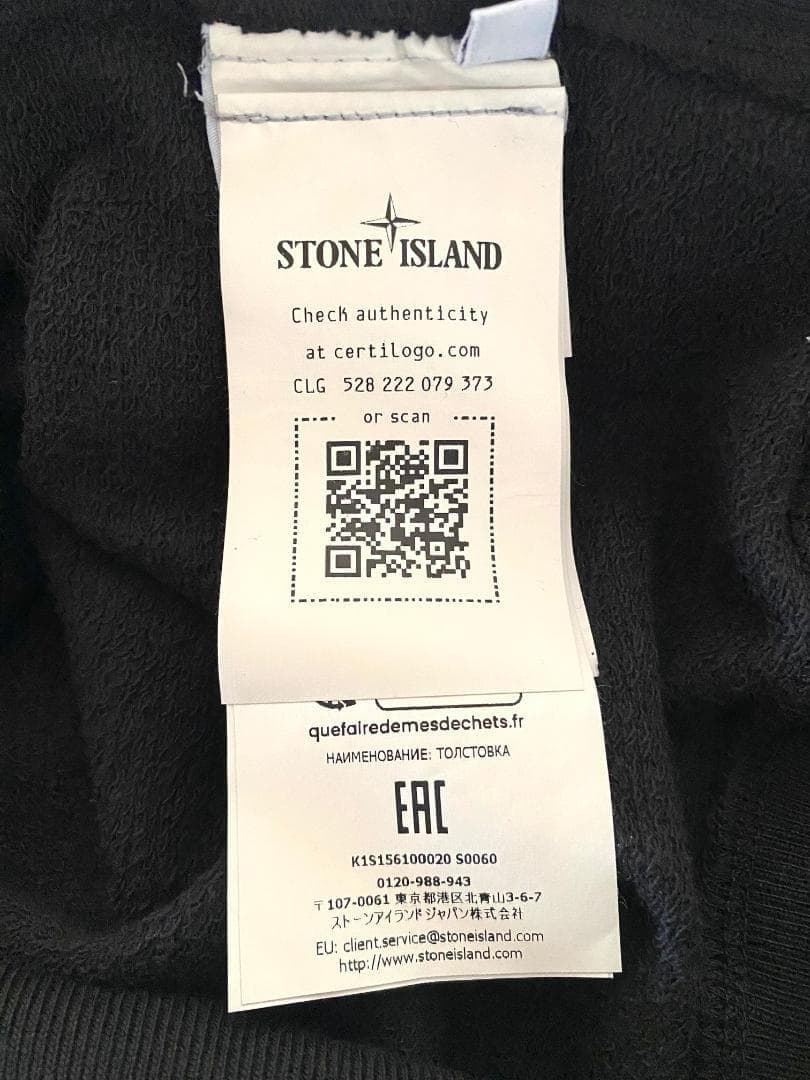 STONE ISLAND
Check authenticity
at certilogo.com
CLG 528 222 079 373
or scan
quefairedemesdechets.fr
НАИМЕНОВАНИЕ: ТОЛСТОВКА
EAC
K1S156100020 S0060
0120-988-943
〒107-0061 東京都港区北青山3-6-7
ストーンアイランドジャパン株式会社
EU: client.service@stoneisland.com
http://www.stoneisland.com